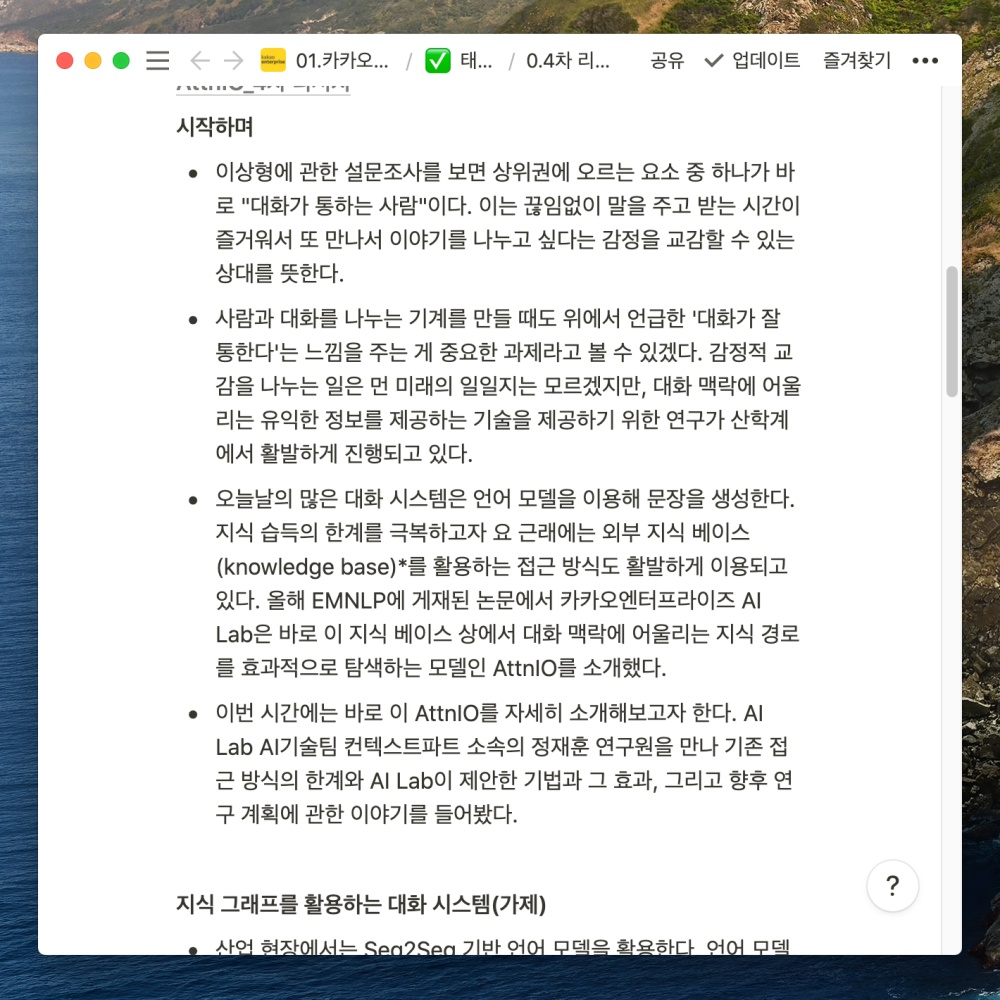 01.카카오... / 태... / 0.4차 리... 공유 업데이트 즐겨찾기
시작하며
이상형에 관한 설문조사를 보면 상위권에 오르는 요소 중 하나가 바
로 "대화가 통하는 사람"이다. 이는 끊임없이 말을 주고 받는 시간이
즐거워서 또 만나서 이야기를 나누고 싶다는 감정을 교감할 수 있는
상대를 뜻한다.
사람과 대화를 나누는 기계를 만들 때도 위에서 언급한 '대화가 잘
통한다'는 느낌을 주는 게 중요한 과제라고 볼 수 있겠다. 감정적 교
감을 나누는 일은 먼 미래의 일일지는 모르겠지만, 대화 맥락에 어울
리는 유익한 정보를 제공하는 기술을 제공하기 위한 연구가 산학계
에서 활발하게 진행되고 있다.
오늘날의 많은 대화 시스템은 언어 모델을 이용해 문장을 생성한다.
지식 습득의 한계를 극복하고자 요 근래에는 외부 지식 베이스
(knowledge base)*를 활용하는 접근 방식도 활발하게 이용되고
있다. 올해 EMNLP에 게재된 논문에서 카카오엔터프라이즈 AI
Lab은 바로 이 지식 베이스 상에서 대화 맥락에 어울리는 지식 경로
를 효과적으로 탐색하는 모델인 AttnIO를 소개했다.
이번 시간에는 바로 이 AttnIO를 자세히 소개해보고자 한다. AI
Lab AI기술팀 컨텍스트파트 소속의 정재훈 연구원을 만나 기존 접
근 방식의 한계와 AI Lab이 제안한 기법과 그 효과, 그리고 향후 연
구 계획에 관한 이야기를 들어봤다.
?
지식 그래프를 활용하는 대화 시스템(가제)
산업 현장에서는 Seq2Seq 기반 언어 모델을 활용한다. 언어 모델